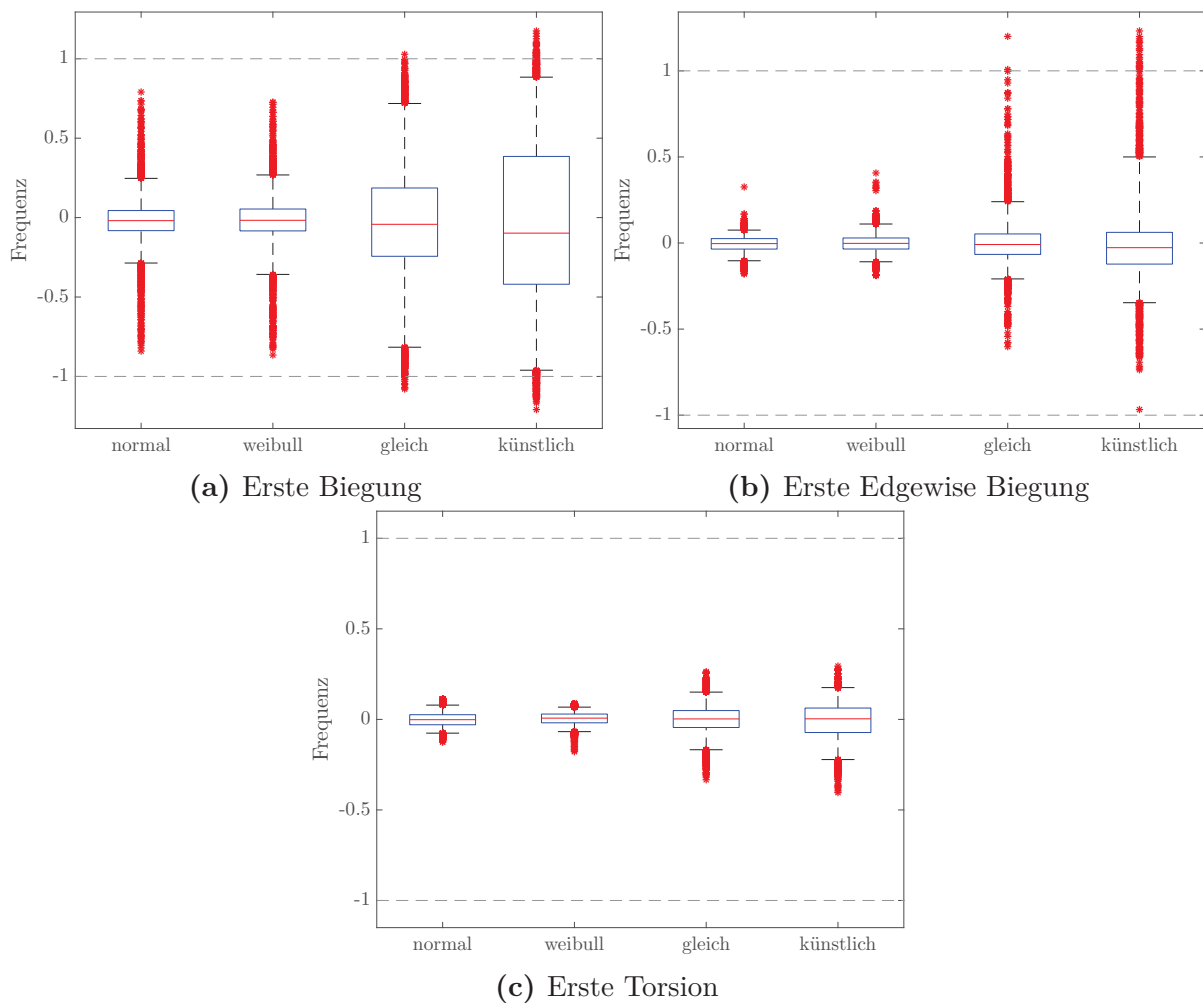 1
0.5
0
-0.5
-1
Frequenz
normal weibull gleich künstlich
(a) Erste Biegung
1
0.5
0
-0.5
-1
Frequenz
normal weibull gleich künstlich
(b) Erste Edgewise Biegung
1
0.5
0
-0.5
-1
Frequenz
normal weibull gleich künstlich
(c) Erste Torsion